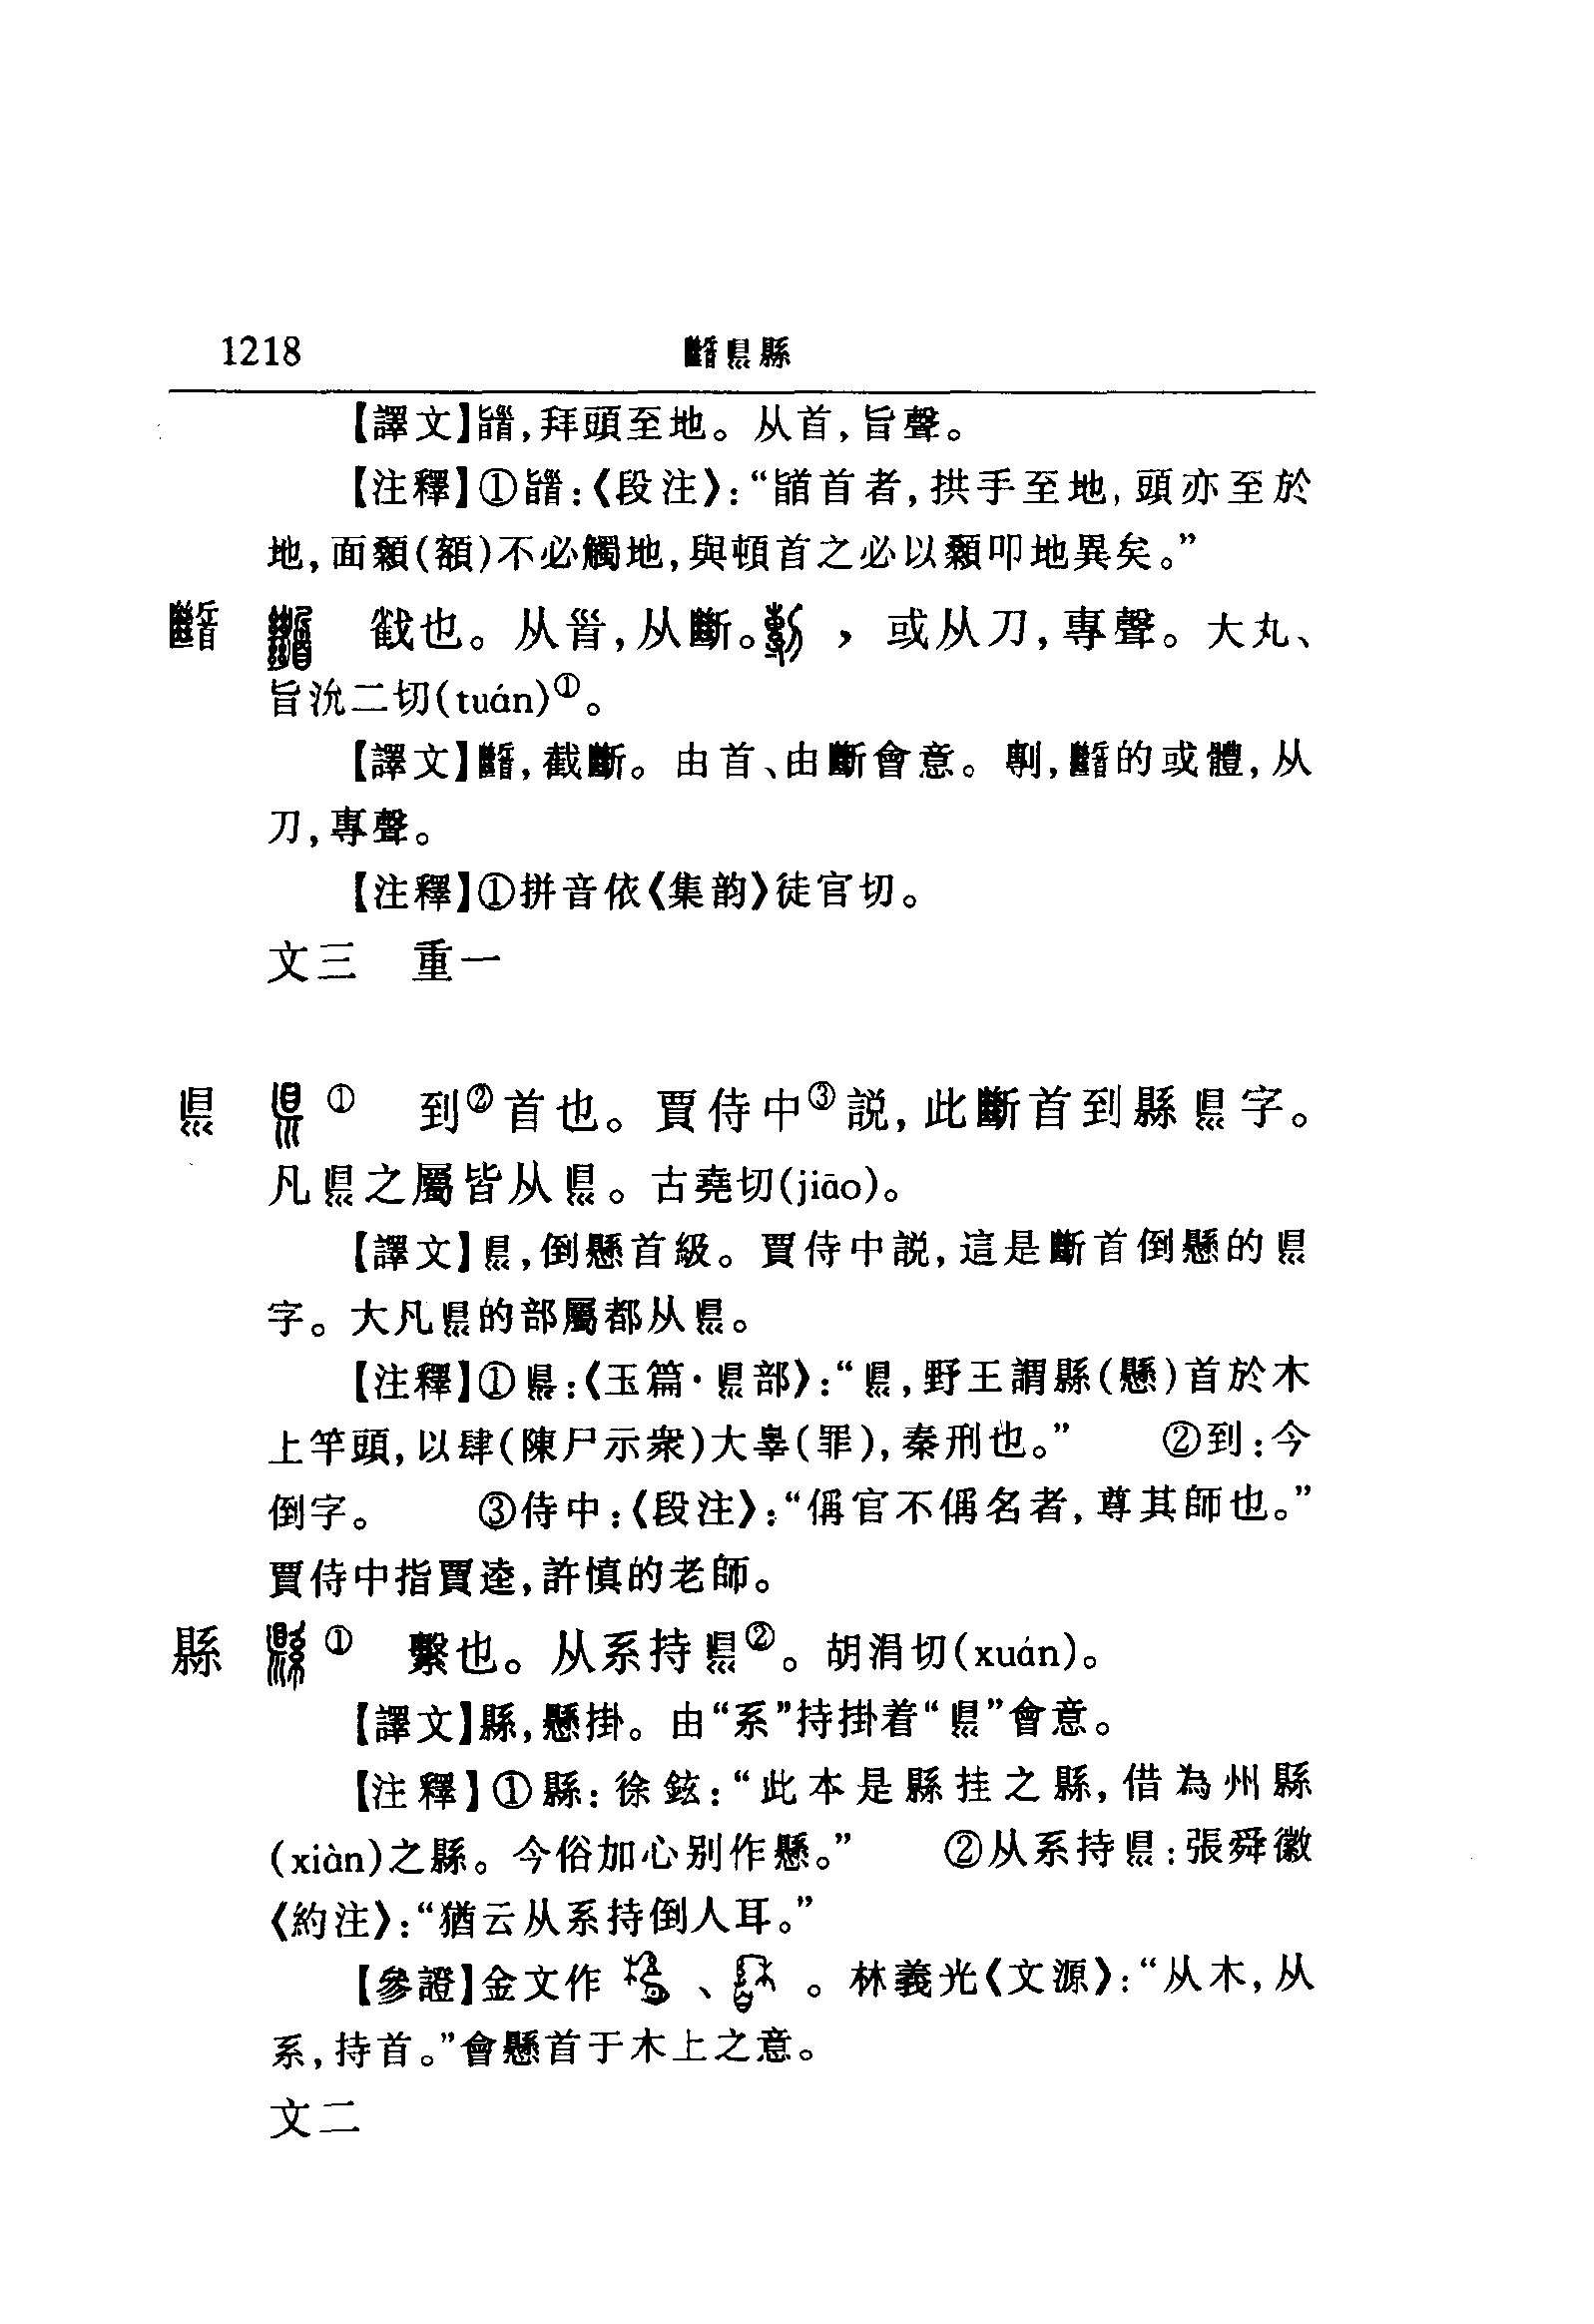 1218 𩠹𥄉縣
【譯文】䭫,拜頭至地。从首,旨聲。
【注釋】①䭫:《段注》:“䭫首者,拱手至地,頭亦至於
地,面顙(額)不必觸地,與頓首之必以顙叩地異矣。”
𩠹 𩠹 㦸也。从𩠐,从斷。 ,或从刀,專聲。大丸、
旨沇二切(tuán)①。
【譯文】𩠹,截斷。由首、由斷會意。剸,𩠹的或體,从
刀,專聲。
【注釋】①拼音依《集韵》徒官切。
文三 重一
𥄉 𥄉① 到②首也。賈侍中③説,此斷首到縣𥄉字。
凡𥄉之屬皆从𥄉。古堯切(jiāo)。
【譯文】𥄉,倒懸首級。賈侍中説,這是斷首倒懸的𥄉
字。大凡𥄉的部屬都从𥄉。
【注釋】①𥄉:《玉篇·𥄉部》:“𥄉,野王謂縣(懸)首於木
上竿頭,以肆(陳尸示衆)大辠(罪),秦刑也。” ②到:今
倒字。 ③侍中:《段注》:“偁官不偁名者,尊其師也。”
賈侍中指賈逵,許慎的老師。
縣 縣① 繫也。从系持𥄉②。胡涓切(xuán)。
【譯文】縣,懸掛。由“系”持掛着“𥄉”會意。
【注釋】①縣:徐鉉:“此本是縣挂之縣,借為州縣
(xiàn)之縣。今俗加心别作懸。” ②从系持𥄉:張舜徽
《約注》:“猶云从系持倒人耳。”
【參證】金文作 、 。林義光《文源》:“从木,从
系,持首。”會懸首于木上之意。
文二